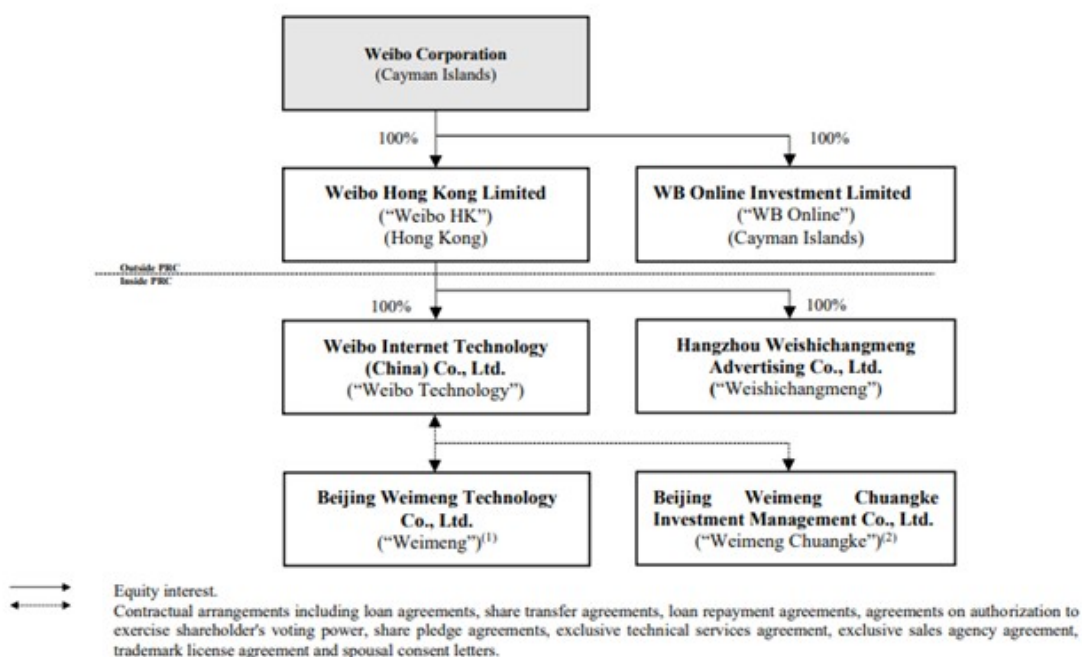 Weibo Corporation
(Cayman Islands)
100%
100%
Weibo Hong Kong Limited
(“Weibo HK”)
(Hong Kong)
WB Online Investment Limited
(“WB Online”)
(Cayman Islands)
Outside PRC
Inside PRC
100%
100%
Weibo Internet Technology
(China) Co., Ltd.
(“Weibo Technology”)
Hangzhou Weishichangmeng
Advertising Co., Ltd.
(“Weishichangmeng”)
Beijing Weimeng Technology
Co., Ltd.
(“Weimeng”)(1)
Beijing Weimeng Chuangke
Investment Management Co., Ltd.
(“Weimeng Chuangke”)(2)
Equity interest.
Contractual arrangements including loan agreements, share transfer agreements, loan repayment agreements, agreements on authorization to
exercise shareholder's voting power, share pledge agreements, exclusive technical services agreement, exclusive sales agency agreement,
trademark license agreement and spousal consent letters.